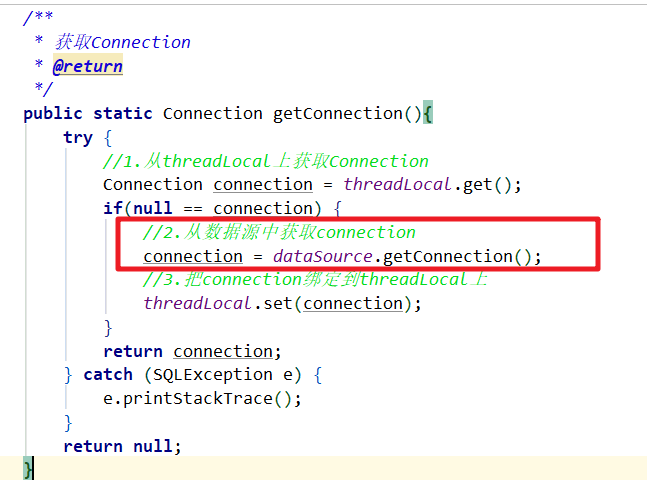 /**
 * 获取Connection
 * @return
 */
public static Connection getConnection(){
    try {
        //1.从threadLocal上获取Connection
        Connection connection = threadLocal.get();
        if(null == connection) {
            //2.从数据源中获取connection
            connection = dataSource.getConnection();
            //3.把connection绑定到threadLocal上
            threadLocal.set(connection);
        }
        return connection;
    } catch (SQLException e) {
        e.printStackTrace();
    }
    return null;
}